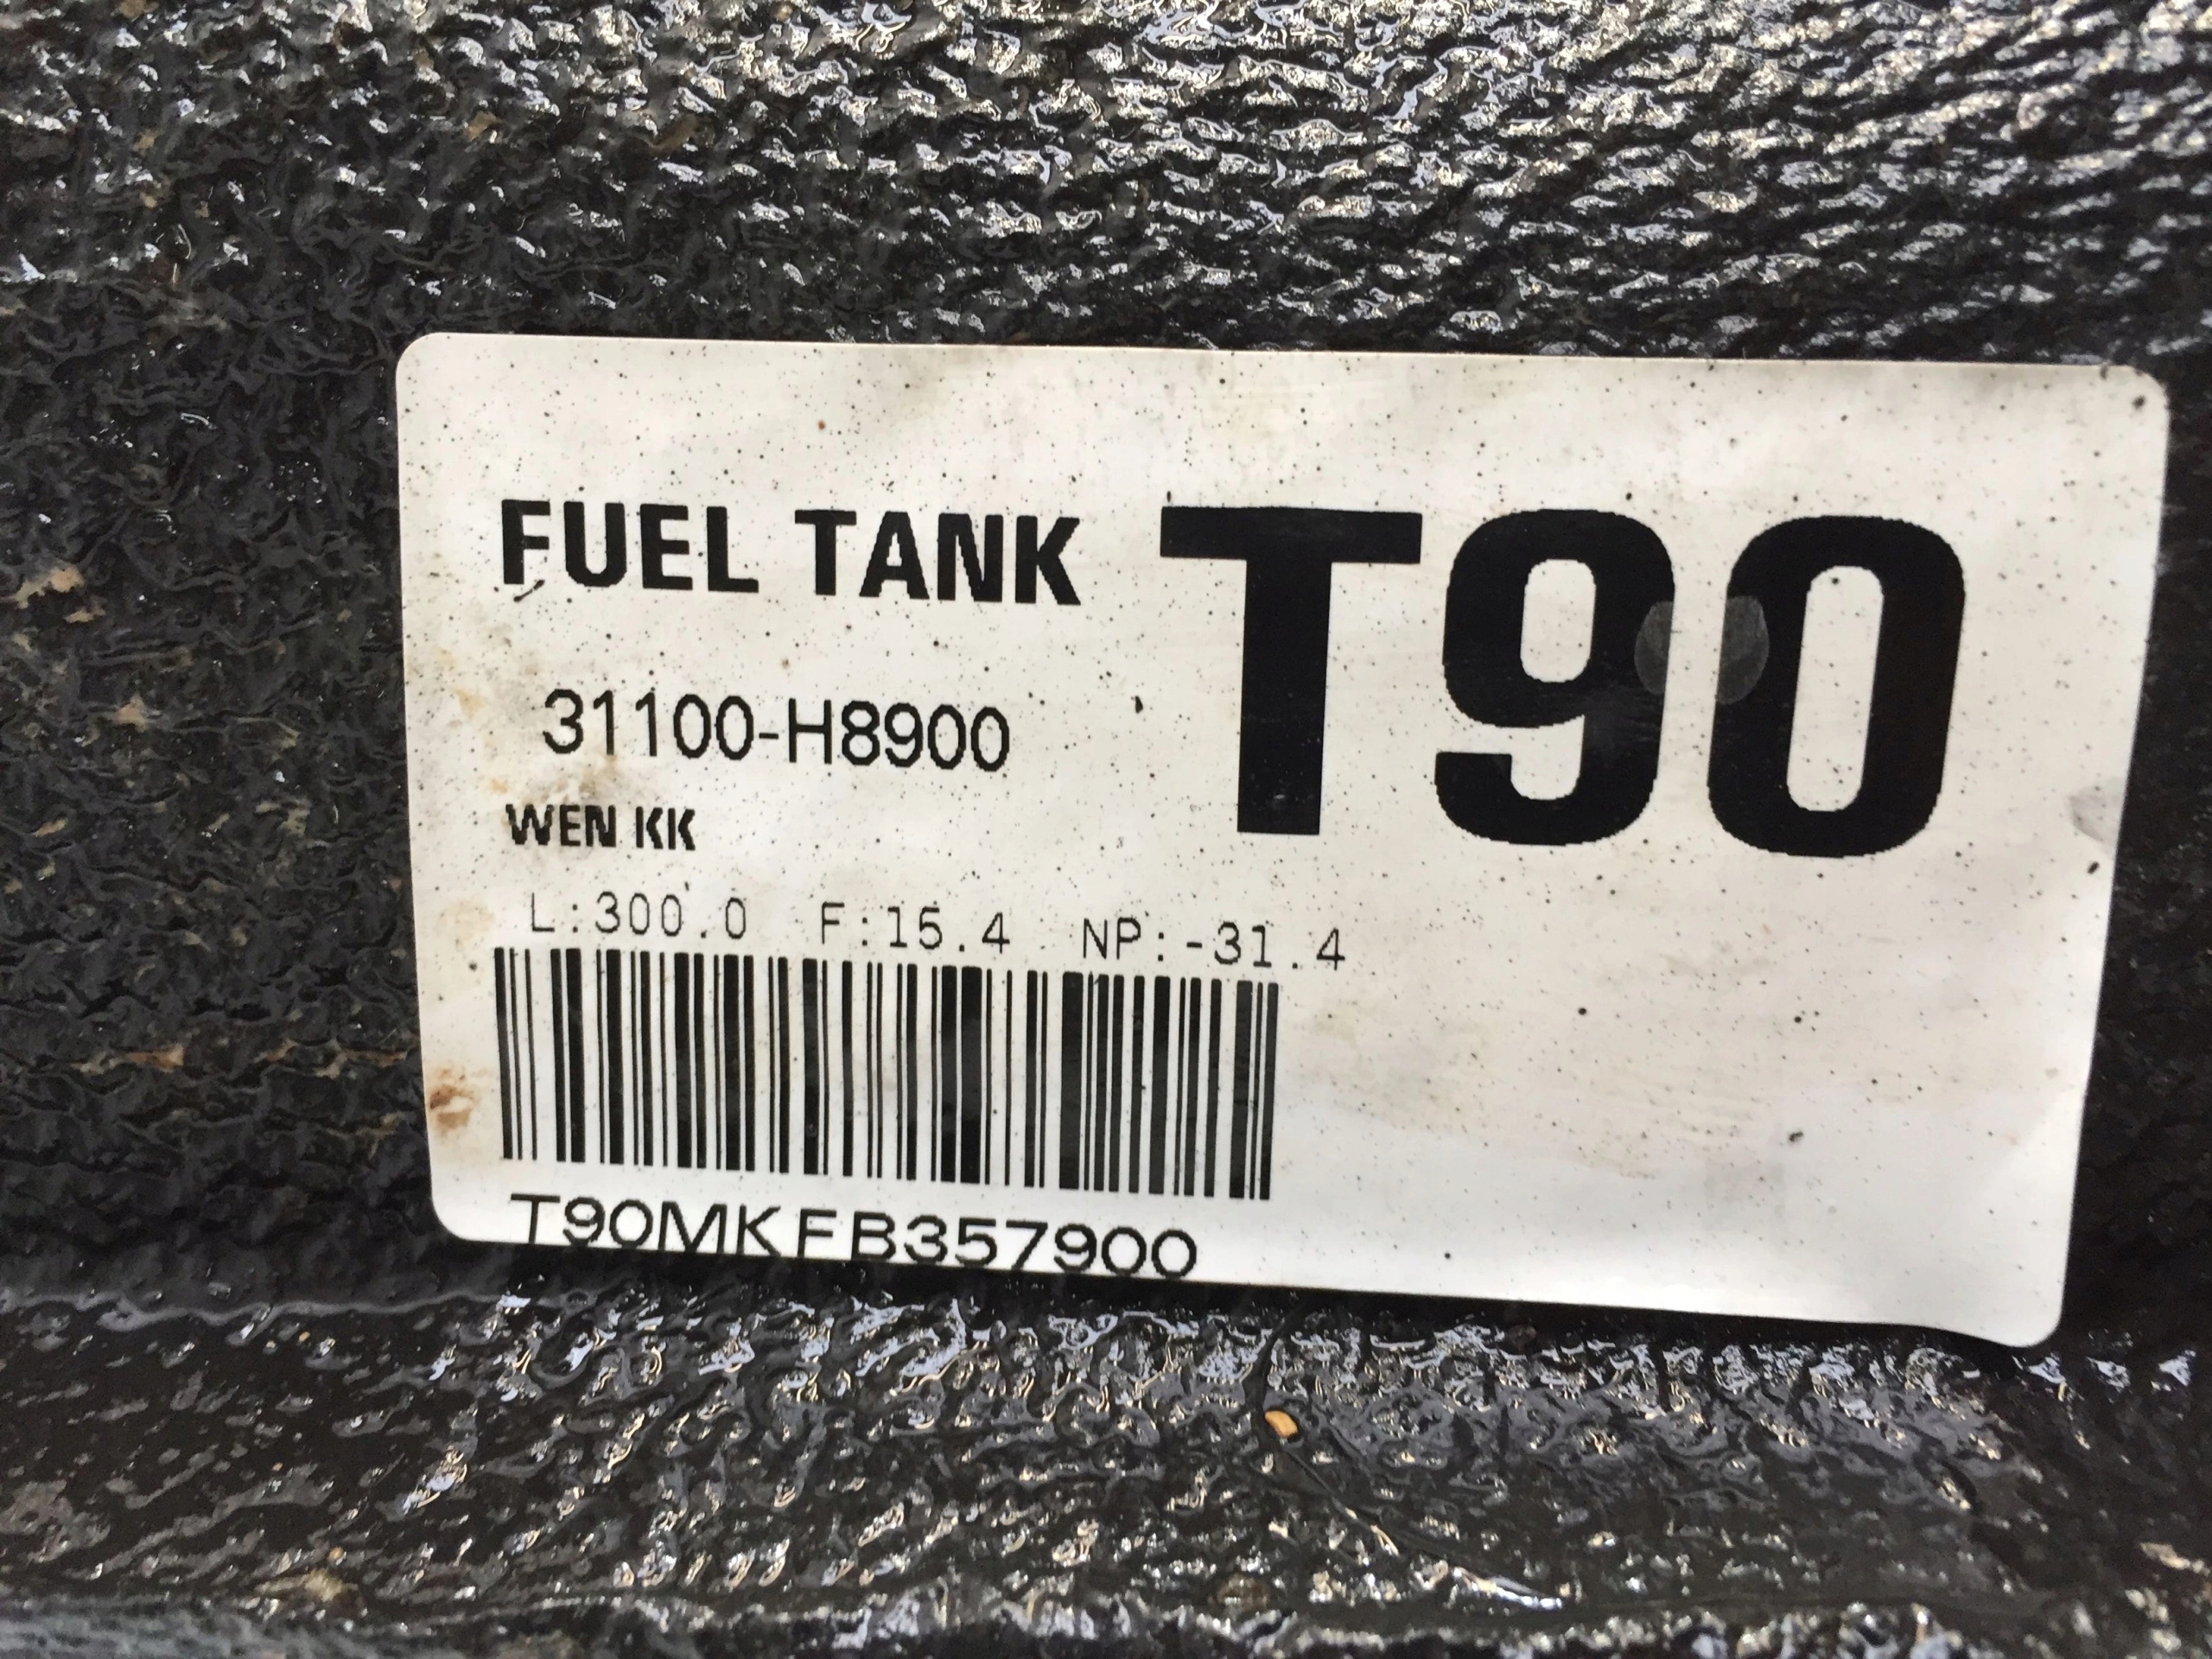 FUEL TANK T90
31100-H8900
WEN KK
L:300.0 F:15.4 NP:-31.4
T90MKFB357900